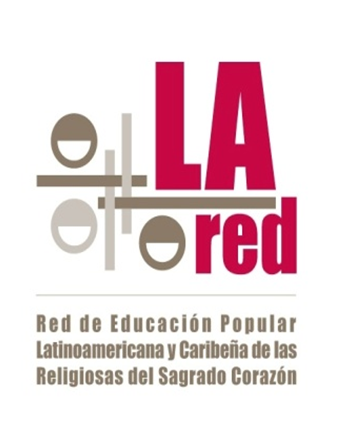 LA
red
Red de Educación Popular
Latinoamericana y Caribeña de las
Religiosas del Sagrado Corazón